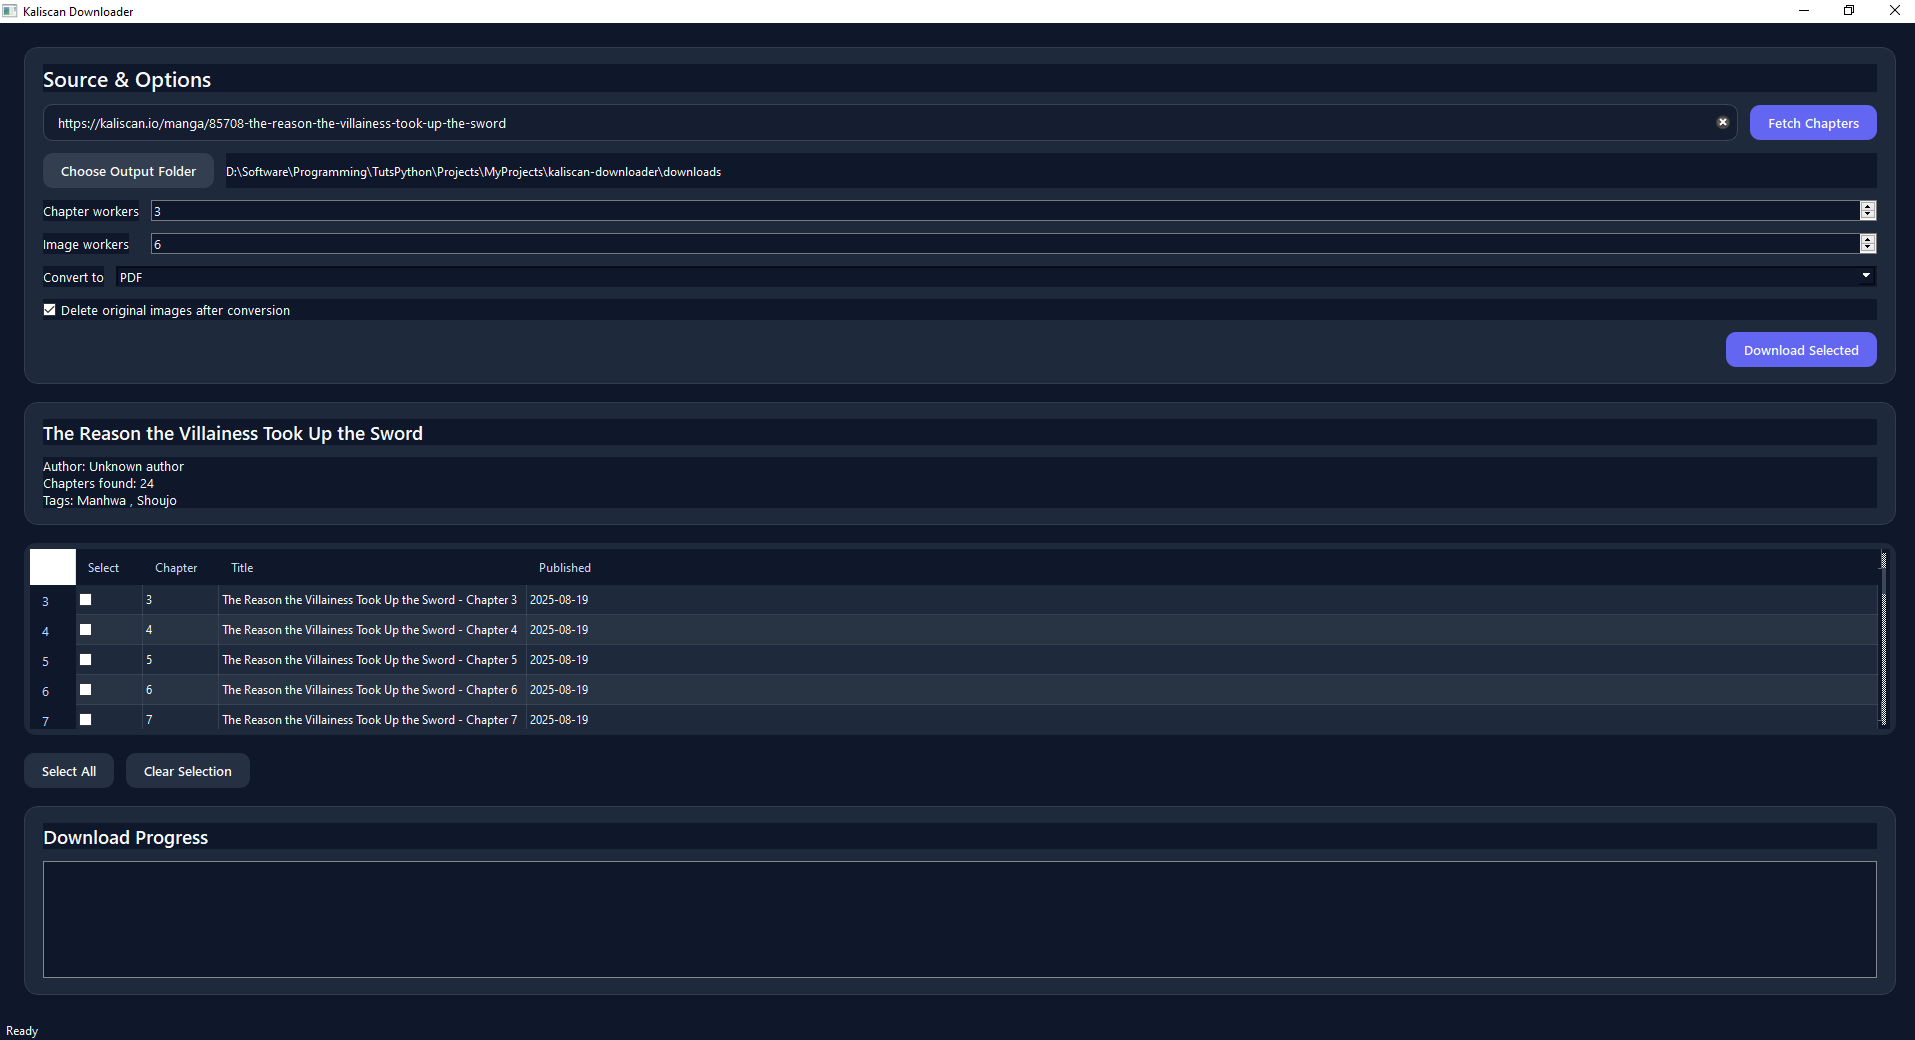 Kaliscan Downloader
Source & Options
https://kaliscan.io/manga/85708-the-reason-the-villainess-took-up-the-sword
Fetch Chapters
Choose Output Folder D:\Software\Programming\TutsPython\Projects\MyProjects\kaliscan-downloader\downloads
Chapter workers 3
Image workers 6
Convert to PDF
Delete original images after conversion
Download Selected
The Reason the Villainess Took Up the Sword
Author: Unknown author
Chapters found: 24
Tags: Manhwa , Shoujo
Select Chapter Title Published
3 3 The Reason the Villainess Took Up the Sword - Chapter 3 2025-08-19
4 4 The Reason the Villainess Took Up the Sword - Chapter 4 2025-08-19
5 5 The Reason the Villainess Took Up the Sword - Chapter 5 2025-08-19
6 6 The Reason the Villainess Took Up the Sword - Chapter 6 2025-08-19
7 7 The Reason the Villainess Took Up the Sword - Chapter 7 2025-08-19
Select All Clear Selection
Download Progress
Ready